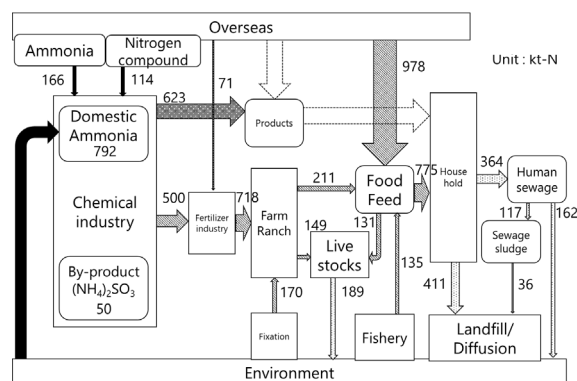 Overseas
Ammonia
Nitrogen
compound
Unit : kt-N
166
114
71
978
623
Domestic
Ammonia
792
Products
House
hold
364
Human
sewage
775
211
Food
Feed
Chemical
industry
500
Fertilizer
industry
718
Farm
Ranch
149
131
Live
stocks
117
162
Sewage
sludge
By-product
(NH4)2SO3
50
170
189
135
411
36
Fixation
Fishery
Landfill/
Diffusion
Environment